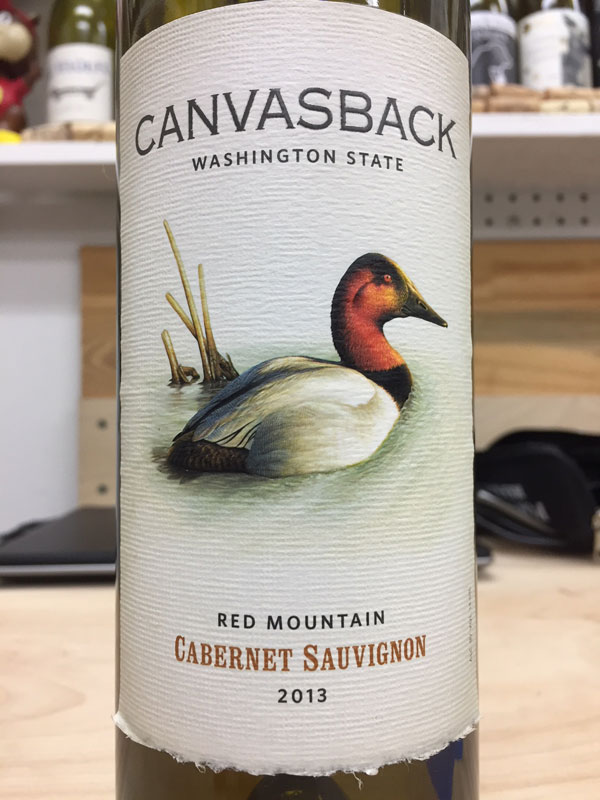 CANVASBACK
WASHINGTON STATE
RED MOUNTAIN
CABERNET SAUVIGNON
2013